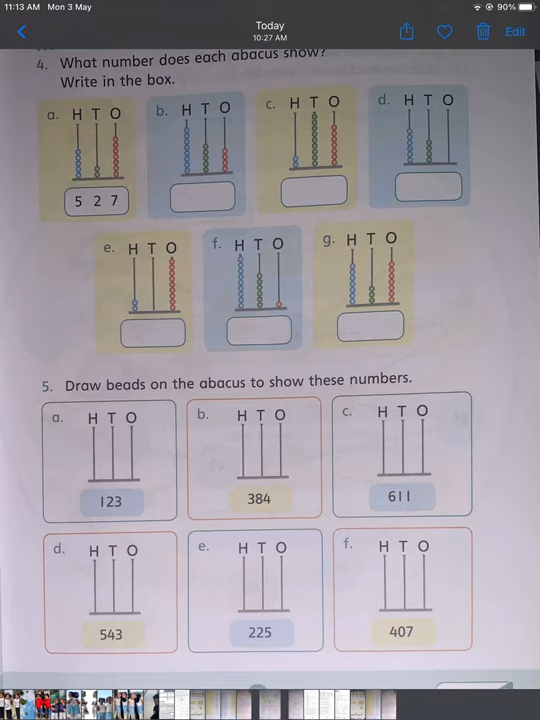 11:13 AM Mon 3 May
90%
Today
10:27 AM
Edit
4. What number does each abacus show?
Write in the box.
a. H T O
5 2 7
b. H T O
c. H T O
d. H T O
e. H T O
f. H T O
g. H T O
5. Draw beads on the abacus to show these numbers.
a. H T O
123
b. H T O
384
c. H T O
611
d. H T O
543
e. H T O
225
f. H T O
407